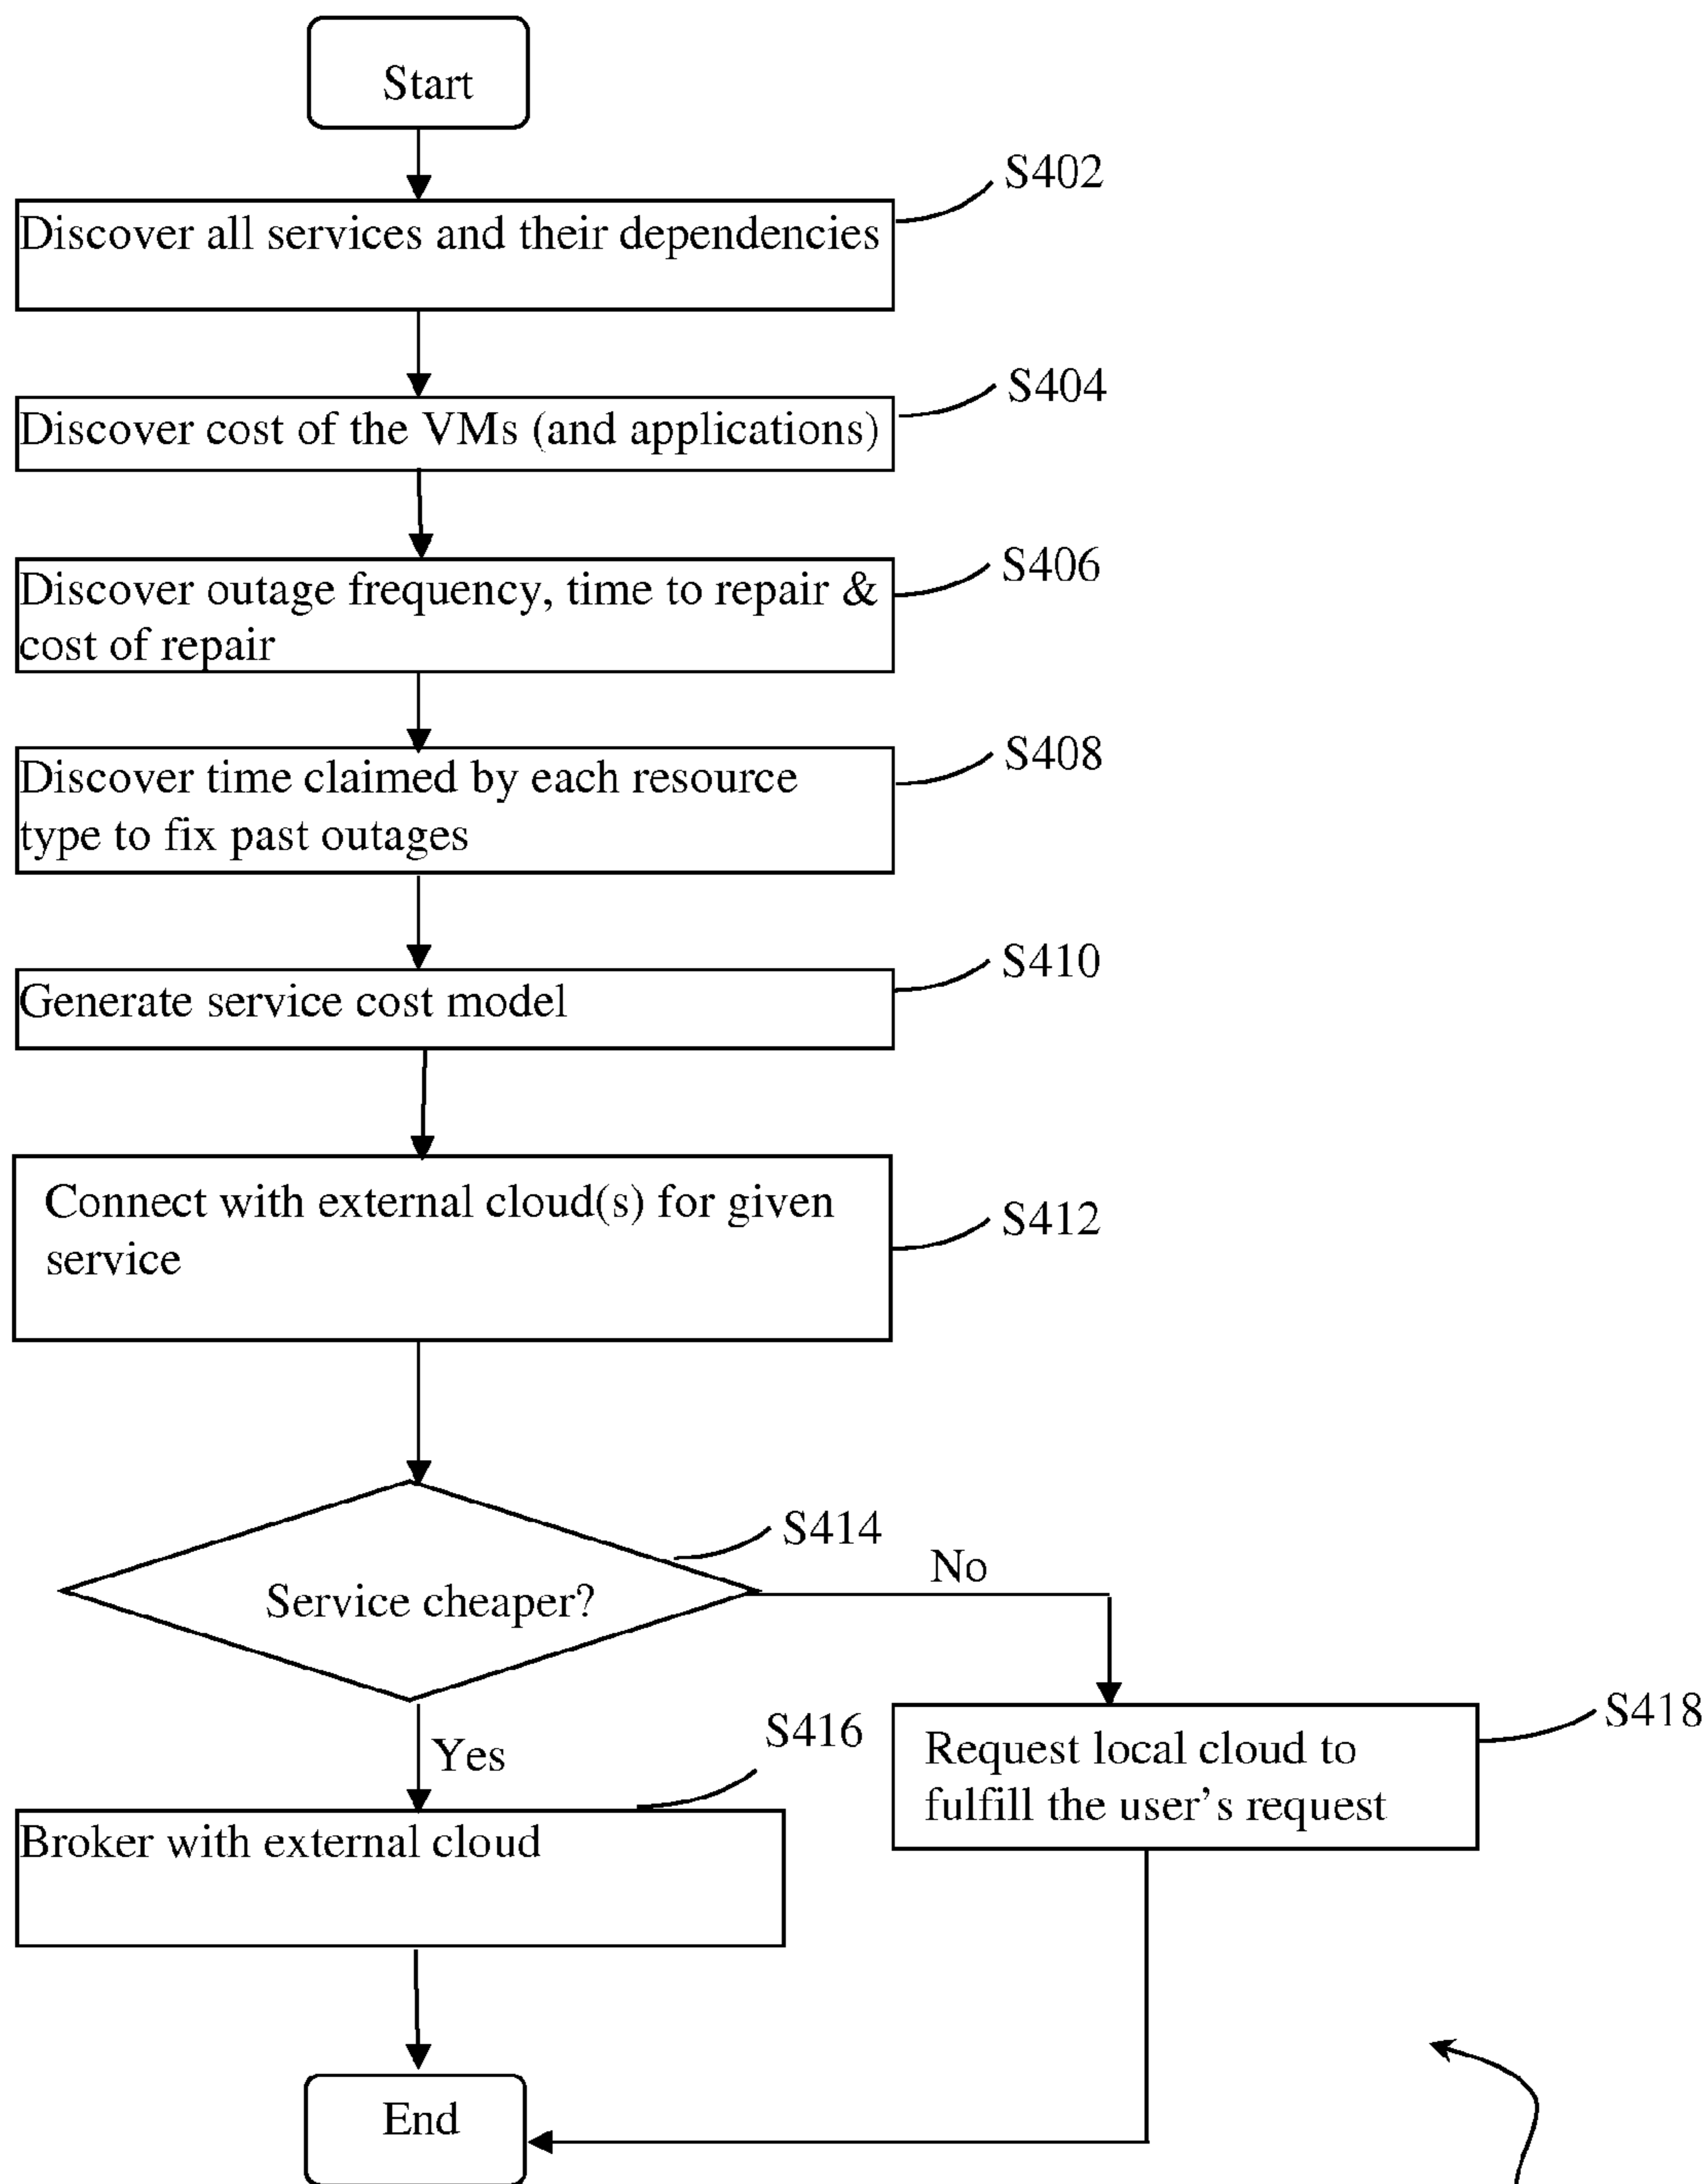 Start
S402
Discover all services and their dependencies
S404
Discover cost of the VMs (and applications)
S406
Discover outage frequency, time to repair &
cost of repair
S408
Discover time claimed by each resource
type to fix past outages
S410
Generate service cost model
Connect with external cloud(s) for given
service
S412
S414
No
Service cheaper?
Yes
S416
S418
Request local cloud to
fulfill the user's request
Broker with external cloud
End